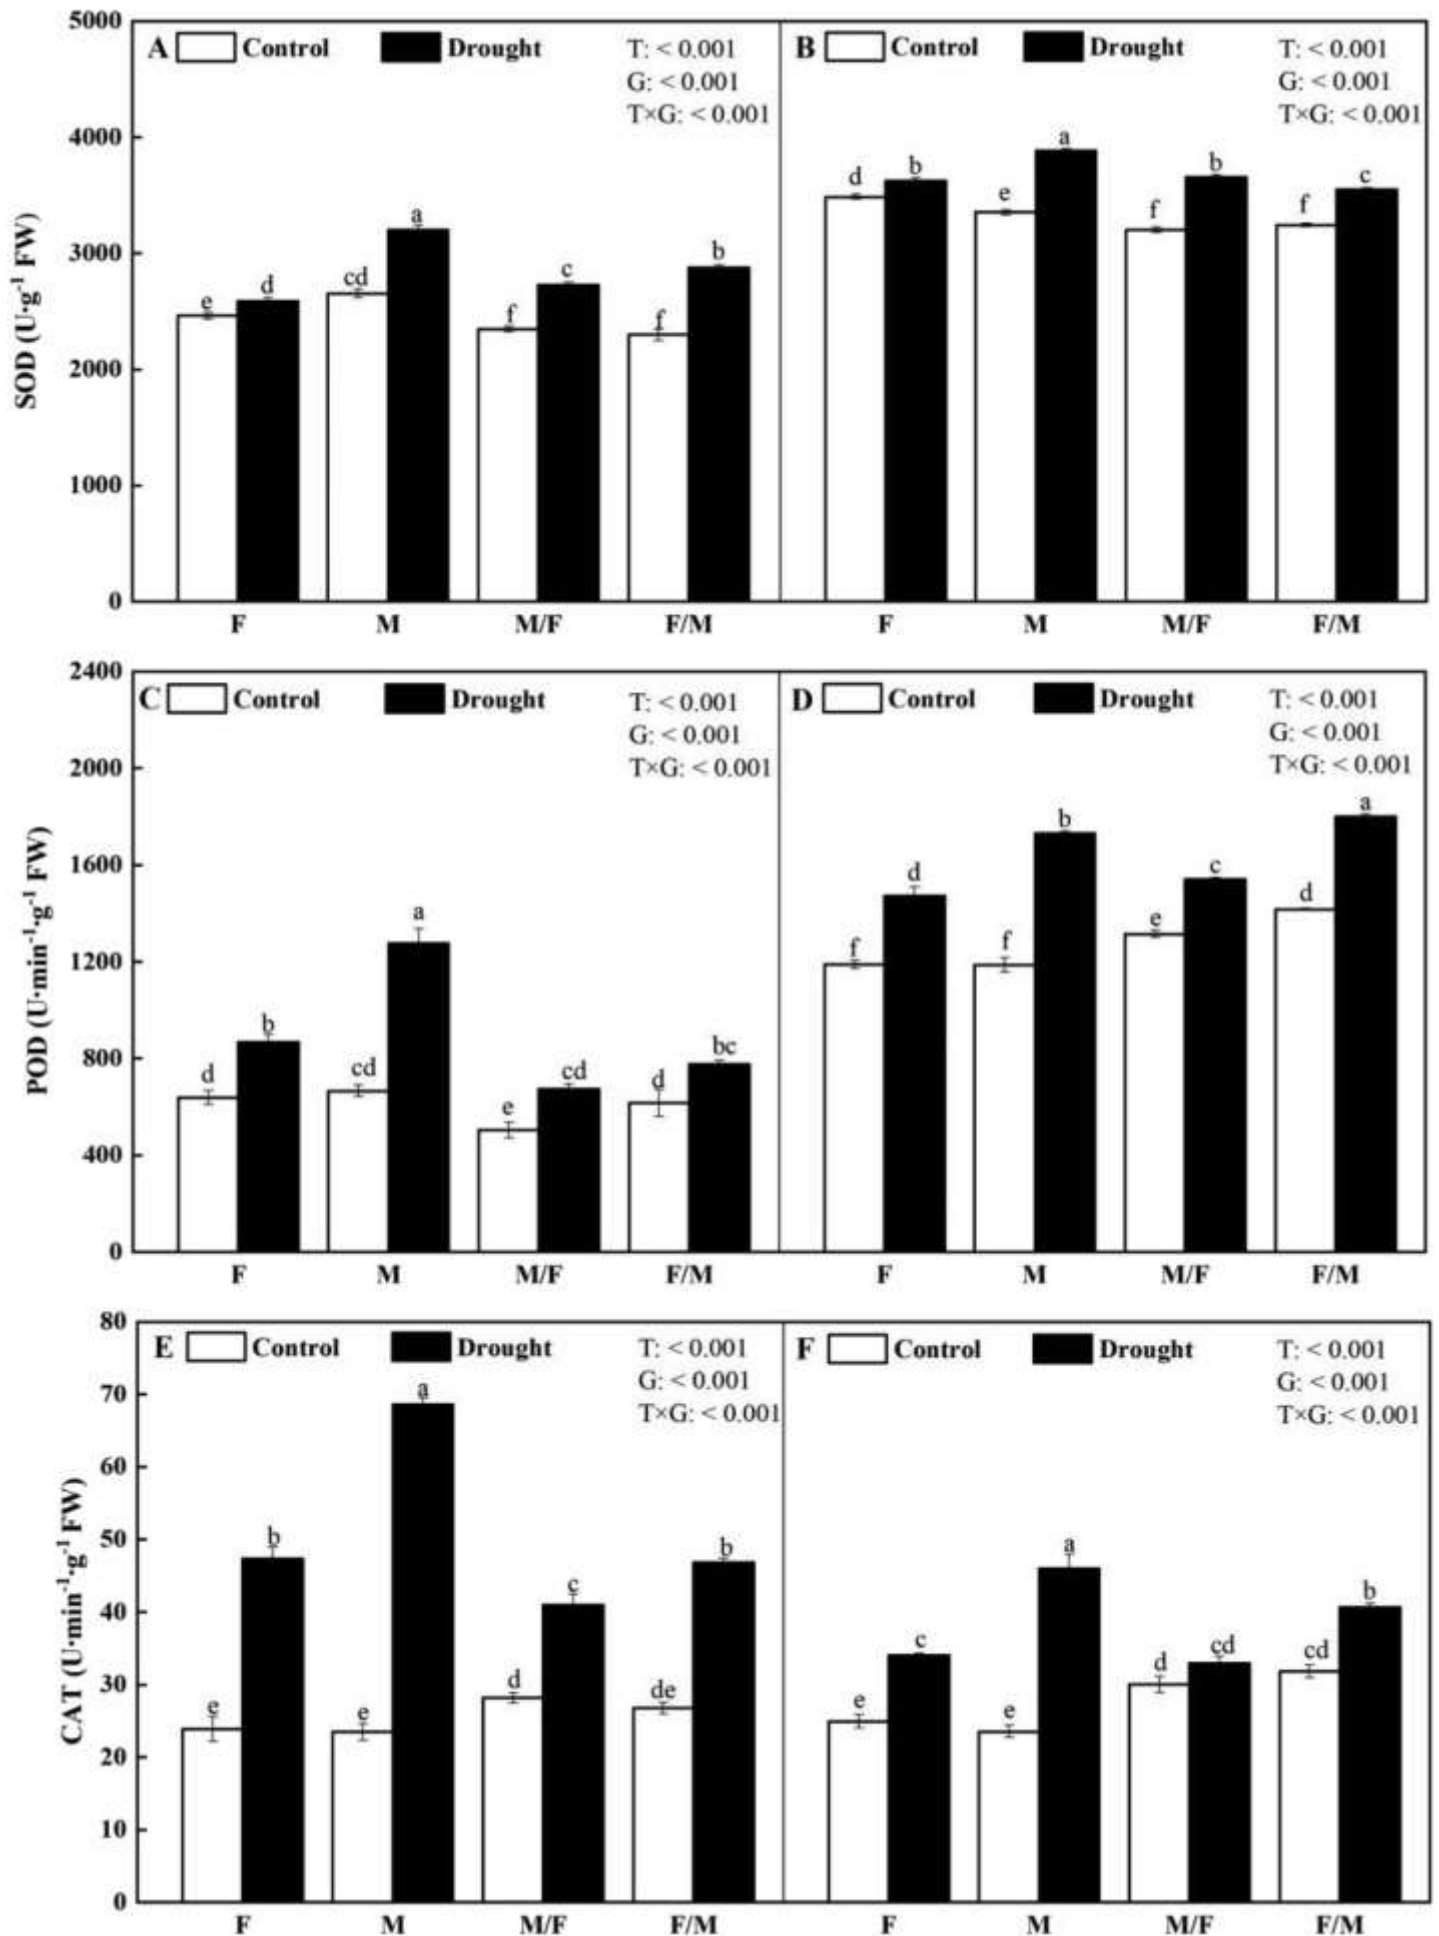 SOD (U·g⁻¹ FW)
5000
4000
3000
2000
1000
0
A Control Drought
T: < 0.001
G: < 0.001
T×G: < 0.001
e d cd a f c f b
F M M/F F/M
B Control Drought
T: < 0.001
G: < 0.001
T×G: < 0.001
d b e a f b f c
F M M/F F/M
POD (U·min⁻¹·g⁻¹ FW)
2400
2000
1600
1200
800
400
0
C Control Drought
T: < 0.001
G: < 0.001
T×G: < 0.001
d b cd a e cd d bc
F M M/F F/M
D Control Drought
T: < 0.001
G: < 0.001
T×G: < 0.001
f d f b e c d a
F M M/F F/M
CAT (U·min⁻¹·g⁻¹ FW)
80
70
60
50
40
30
20
10
0
E Control Drought
T: < 0.001
G: < 0.001
T×G: < 0.001
e b e a d c de b
F M M/F F/M
F Control Drought
T: < 0.001
G: < 0.001
T×G: < 0.001
e c e a d cd cd b
F M M/F F/M